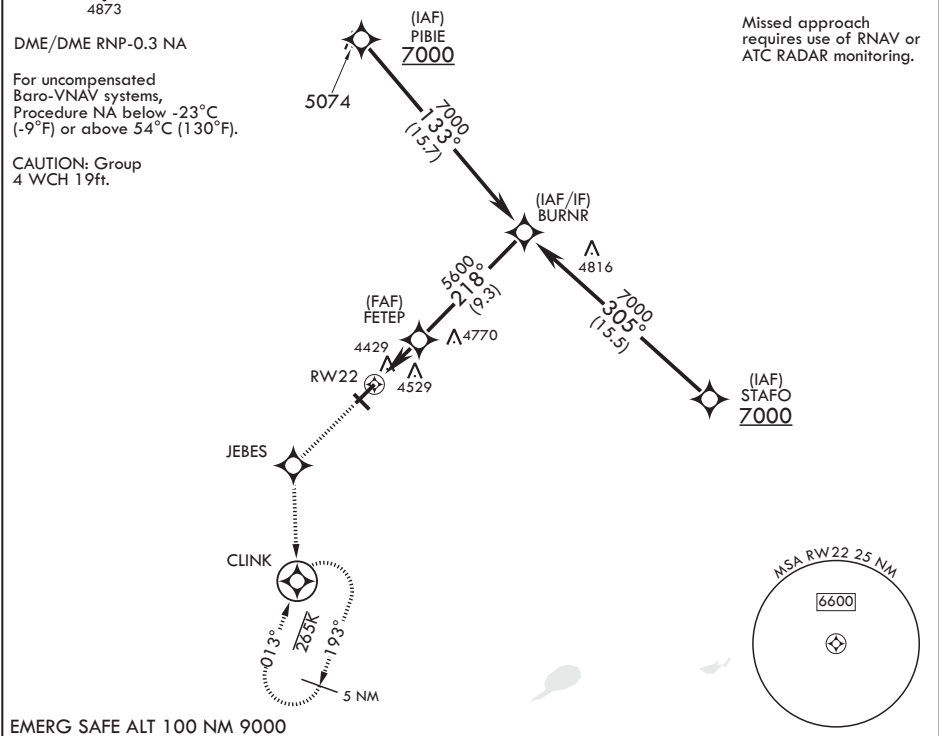 4873
DME/DME RNP-0.3 NA
For uncompensated
Baro-VNAV systems,
Procedure NA below -23°C
(-9°F) or above 54°C (130°F).
CAUTION: Group
4 WCH 19ft.
(IAF)
PIBIE
7000
5074
Missed approach
requires use of RNAV or
ATC RADAR monitoring.
7000
133°
(15.7)
(IAF/IF)
BURNR
4816
5600
218°
(9.3)
7000
305°
(15.5)
(FAF)
FETEP
4770
4429
4529
RW22
(IAF)
STAFO
7000
JEBES
CLINK
013°
265K
193°
5 NM
MSA RW22 25 NM
6600
EMERG SAFE ALT 100 NM 9000